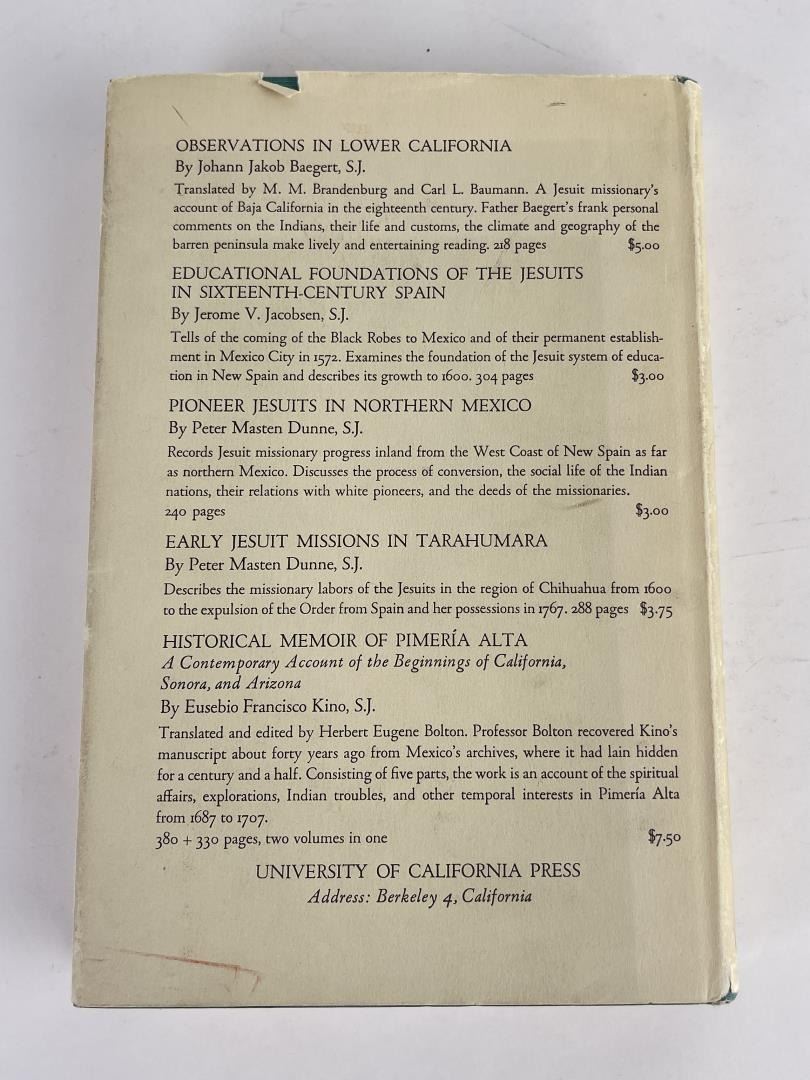 OBSERVATIONS IN LOWER CALIFORNIA
By Johann Jakob Baegert, S.J.
Translated by M. M. Brandenburg and Carl L. Baumann. A Jesuit missionary's
account of Baja California in the eighteenth century. Father Baegert's frank personal
comments on the Indians, their life and customs, the climate and geography of the
barren peninsula make lively and entertaining reading. 218 pages $5.00
EDUCATIONAL FOUNDATIONS OF THE JESUITS
IN SIXTEENTH-CENTURY SPAIN
By Jerome V. Jacobsen, S.J.
Tells of the coming of the Black Robes to Mexico and of their permanent establish-
ment in Mexico City in 1572. Examines the foundation of the Jesuit system of educa-
tion in New Spain and describes its growth to 1600. 304 pages $3.00
PIONEER JESUITS IN NORTHERN MEXICO
By Peter Masten Dunne, S.J.
Records Jesuit missionary progress inland from the West Coast of New Spain as far
as northern Mexico. Discusses the process of conversion, the social life of the Indian
nations, their relations with white pioneers, and the deeds of the missionaries.
240 pages $3.00
EARLY JESUIT MISSIONS IN TARAHUMARA
By Peter Masten Dunne, S.J.
Describes the missionary labors of the Jesuits in the region of Chihuahua from 1600
to the expulsion of the Order from Spain and her possessions in 1767. 288 pages $3.75
HISTORICAL MEMOIR OF PIMERÍA ALTA
A Contemporary Account of the Beginnings of California,
Sonora, and Arizona
By Eusebio Francisco Kino, S.J.
Translated and edited by Herbert Eugene Bolton. Professor Bolton recovered Kino's
manuscript about forty years ago from Mexico's archives, where it had lain hidden
for a century and a half. Consisting of five parts, the work is an account of the spiritual
affairs, explorations, Indian troubles, and other temporal interests in Pimería Alta
from 1687 to 1707.
380 + 330 pages, two volumes in one $7.50
UNIVERSITY OF CALIFORNIA PRESS
Address: Berkeley 4, California